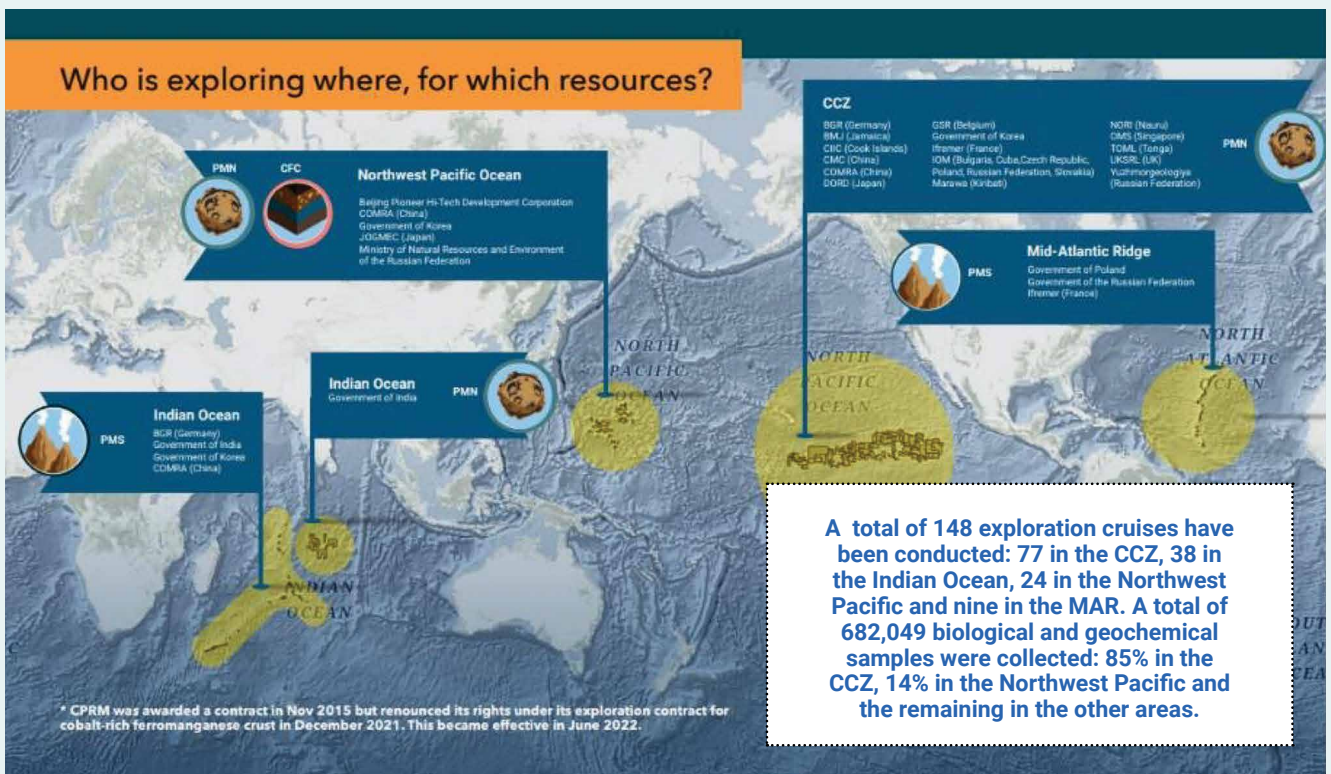 Who is exploring where, for which resources?
PMN
CFC
Northwest Pacific Ocean
Beijing Pioneer Hi-Tech Development Corporation
COMRA (China)
Government of Korea
JOGMEC (Japan)
Ministry of Natural Resources and Environment
of the Russian Federation
CCZ
BGR (Germany)
BMJ (Jamaica)
CIIC (Cook Islands)
CMC (China)
COMRA (China)
DORD (Japan)
GSR (Belgium)
Government of Korea
Ifremer (France)
IOM (Bulgaria, Cuba,Czech Republic,
Poland, Russian Federation, Slovakia)
Marawa (Kiribati)
NORI (Nauru)
OMS (Singapore)
TOML (Tonga)
UKSRL (UK)
Yuzhmorgeologiya
(Russian Federation)
PMN
PMS
Mid-Atlantic Ridge
Government of Poland
Government of the Russian Federation
Ifremer (France)
Indian Ocean
Government of India
PMN
PMS
Indian Ocean
BGR (Germany)
Government of India
Government of Korea
COMRA (China)
NORTH
PACIFIC
OCEAN
NORTH
PACIFIC
OCEAN
NORTH
ATLANTIC
OCEAN
INDIAN
OCEAN
A total of 148 exploration cruises have
been conducted: 77 in the CCZ, 38 in
the Indian Ocean, 24 in the Northwest
Pacific and nine in the MAR. A total of
682,049 biological and geochemical
samples were collected: 85% in the
CCZ, 14% in the Northwest Pacific and
the remaining in the other areas.
* CPRM was awarded a contract in Nov 2015 but renounced its rights under its exploration contract for
cobalt-rich ferromanganese crust in December 2021. This became effective in June 2022.